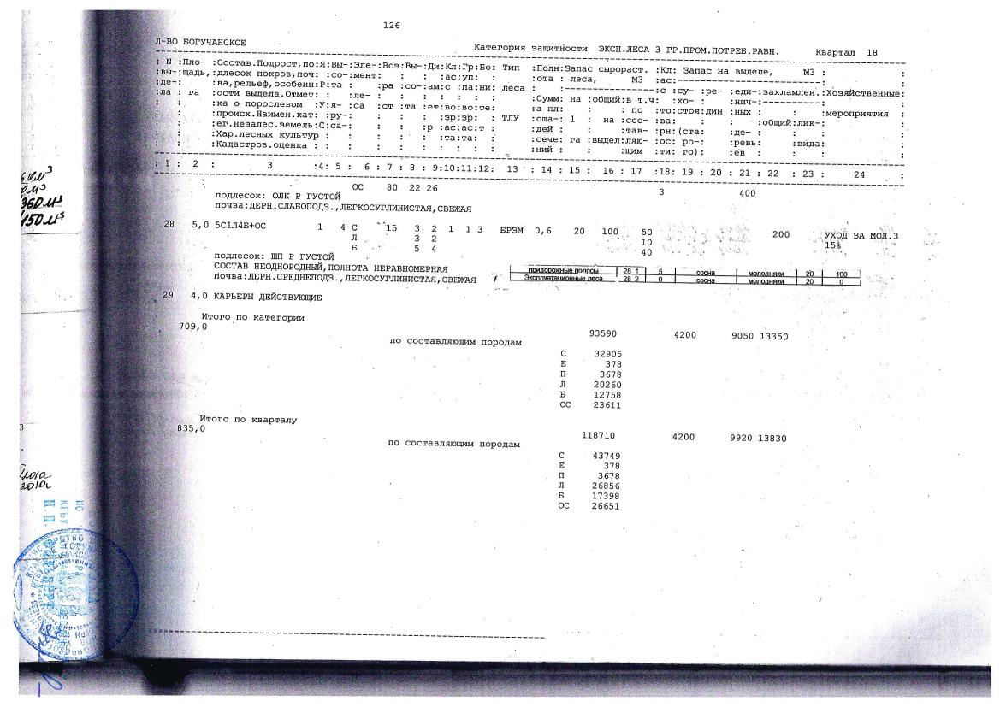 126
Л-ВО БОГУЧАНСКОЕ Категория защитности ЭКСП.ЛЕСА 3 ГР.ПРОМ.ПОТРЕБ.РАВН. Квартал 18
: N :Пло- :Состав.Подрост,по:Я:Вы-:Эле-:Воз:Вы-:Ди:Кл:Гр:Бо: ТИП :Полн:Запас сырораст. :Кл: Запас на выделе, М3 : :
:вы-:щадь,:длесок покров,поч: :со-:мент: : : :ас:уп: : :ота : леса, М3 :ас:-----------------------: :
:де-: :ва,рельеф,особенн:Р:та : :ра :со-:ам:с :па:ни: леса : :---------------:с :су- :ре- :еди-:захламлен.:Хозяйственные:
:ла : га :ости выдела.Отмет: : :ле- : : : : : : : :Сумм: на :общий:в т.ч: :хо- : :нич-:----------: :
: : :ка о порослевом :У:я- :са :ст :та :ет:во:во:те: :а пл: : : по :то:стоя:дин :ных : : :мероприятия :
: : :происх.Наимен.кат: :ру-: : : : :эр:эр: : ТЛУ :оща-: 1 : на :сос-:ва: : : :общий:лик-: :
: : :ег.незалес.земель:С:са-: : : :р :ас:ас:т : :дей : : :тав- :рн:(ста: :де- : : : :
: : :Хар.лесных культур : : : : : : :та:та: : :сече: га :выдел:ляю- :ос: ро-: :ревь: :вида: :
: : :Кадастров.оценка : : : : : : : : : : :ний : : :щим :ти: го): :ев : : : :
: 1 : 2 : 3 :4: 5 : 6 : 7 : 8 : 9:10:11:12: 13 : 14 : 15 : 16 : 17 :18: 19 : 20 : 21 : 22 : 23 : 24 :
ОС 80 22 26 3 400
подлесок: ОЛК Р ГУСТОЙ
почва:ДЕРН.СЛАБОПОДЗ.,ЛЕГКОСУГЛИНИСТАЯ,СВЕЖАЯ
28 5,0 5С1Л4Б+ОС 1 4 С 15 3 2 1 1 3 БРЗМ 0,6 20 100 50 200 УХОД ЗА МОЛ.3
Л 3 2 10 15%
Б 5 4 40
подлесок: ШП Р ГУСТОЙ
СОСТАВ НЕОДНОРОДНЫЙ,ПОЛНОТА НЕРАВНОМЕРНАЯ
придорожные полосы 28 1 5 сосна молодняки 20 100
почва:ДЕРН.СРЕДНЕПОДЗ.,ЛЕГКОСУГЛИНИСТАЯ,СВЕЖАЯ
Эксплуатационные леса 28 2 0 сосна молодняки 20 0
29 4,0 КАРЬЕРЫ ДЕЙСТВУЮЩИЕ
Итого по категории
709,0 93590 4200 9050 13350
по составляющим породам
С 32905
Е 378
П 3678
Л 20260
Б 12758
ОС 23611
Итого по кварталу
835,0 118710 4200 9920 13830
по составляющим породам
С 43749
Е 378
П 3678
Л 26856
Б 17398
ОС 26651
360 м³
450 м³
2010г
ИО
КГБУ
И.П.